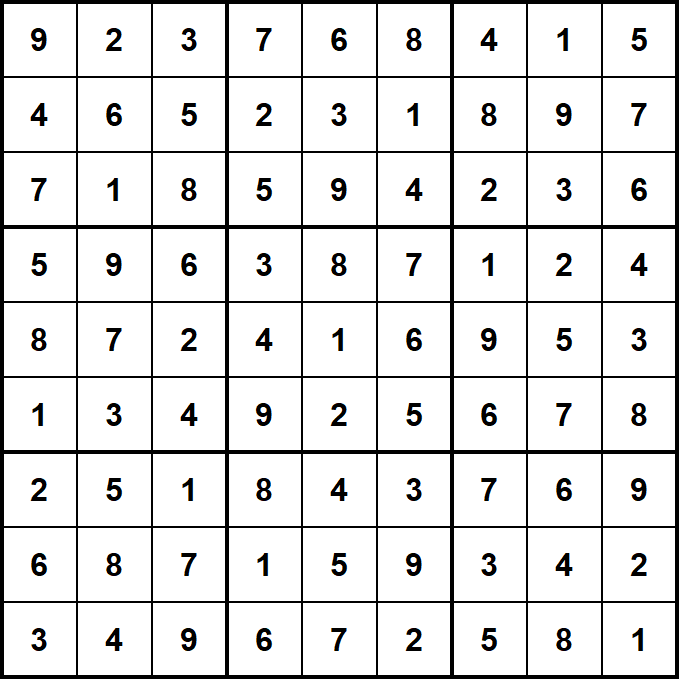 9 2 3 7 6 8 4 1 5
4 6 5 2 3 1 8 9 7
7 1 8 5 9 4 2 3 6
5 9 6 3 8 7 1 2 4
8 7 2 4 1 6 9 5 3
1 3 4 9 2 5 6 7 8
2 5 1 8 4 3 7 6 9
6 8 7 1 5 9 3 4 2
3 4 9 6 7 2 5 8 1